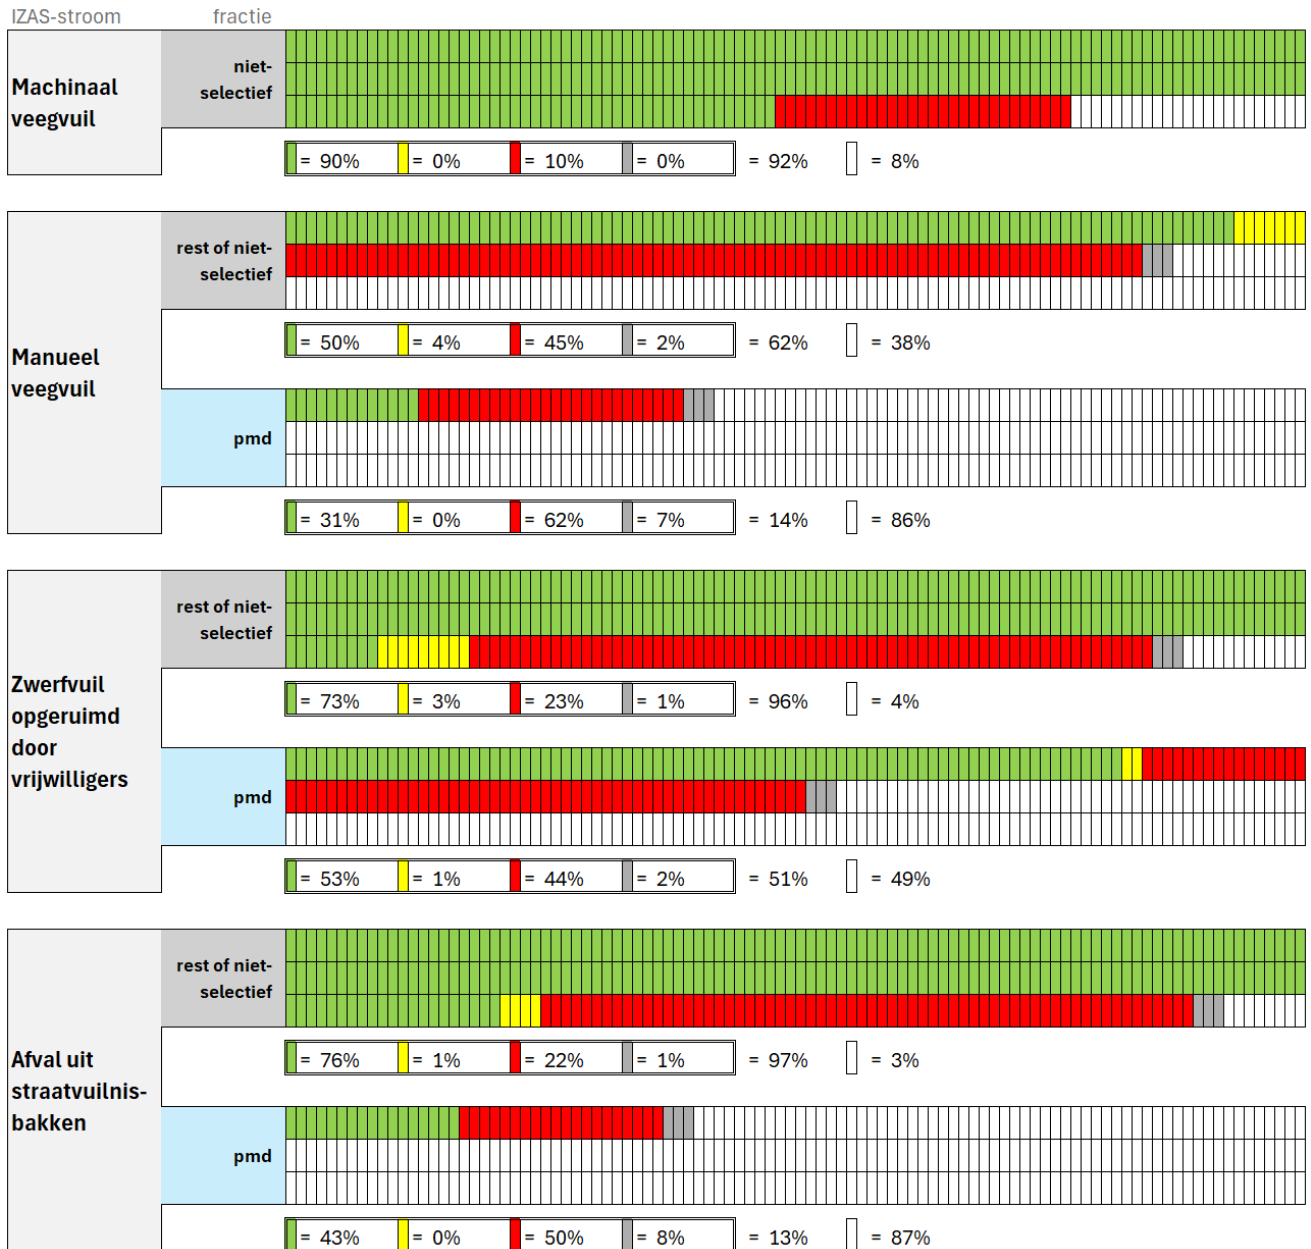 IZAS-stroom fractie
Machinaal
veegvuil
niet-
selectief
= 90% = 0% = 10% = 0% = 92% = 8%
Manueel
veegvuil
rest of niet-
selectief
= 50% = 4% = 45% = 2% = 62% = 38%
pmd
= 31% = 0% = 62% = 7% = 14% = 86%
Zwerfvuil
opgeruimd
door
vrijwilligers
rest of niet-
selectief
= 73% = 3% = 23% = 1% = 96% = 4%
pmd
= 53% = 1% = 44% = 2% = 51% = 49%
Afval uit
straatvuilnis-
bakken
rest of niet-
selectief
= 76% = 1% = 22% = 1% = 97% = 3%
pmd
= 43% = 0% = 50% = 8% = 13% = 87%